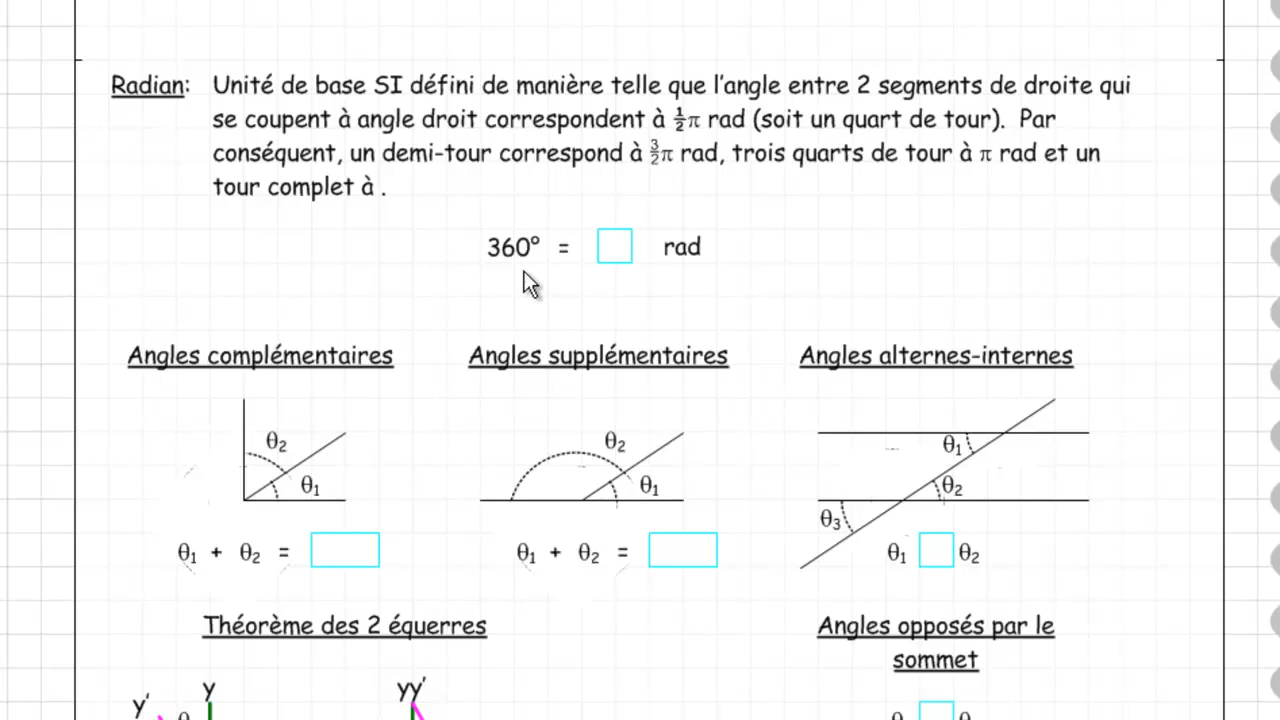 Radian: Unité de base SI défini de manière telle que l'angle entre 2 segments de droite qui
se coupent à angle droit correspondent à ½π rad (soit un quart de tour). Par
conséquent, un demi-tour correspond à 3/2π rad, trois quarts de tour à π rad et un
tour complet à .
360° = rad
Angles complémentaires Angles supplémentaires Angles alternes-internes
θ2 θ2 θ1
θ1 θ1 θ2
θ3
θ1 + θ2 = θ1 + θ2 = θ1 θ2
Théorème des 2 équerres Angles opposés par le
sommet
y' y yy'